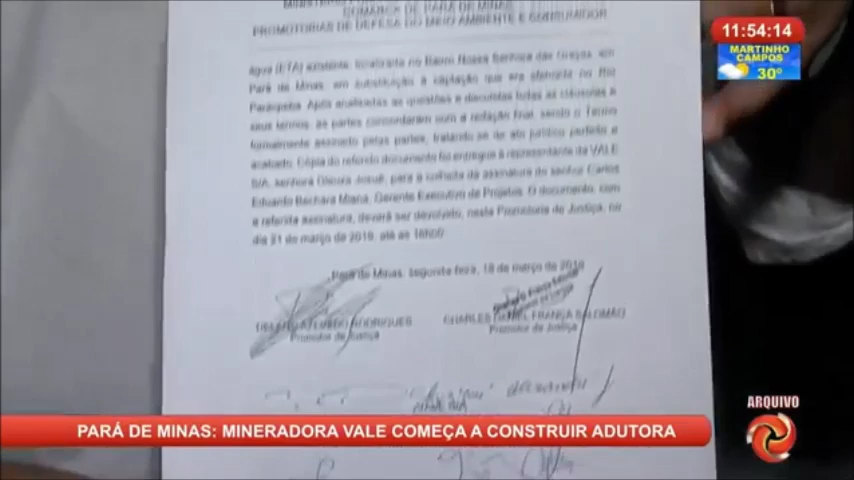 COMARCA DE PARÁ DE MINAS
PROMOTORIAS DE DEFESA DO MEIO AMBIENTE E CONSUMIDOR
água (ETA) existente, localizada no Bairro Nossa Senhora das Graças, em
Pará de Minas, em substituição à captação que era efetuada no Rio
Paraopeba. Após analisadas as questões e discutidas todas as cláusulas e
seus termos, as partes concordaram com a redação final, sendo o Termo
formalmente assinado pelas partes, tratando-se de ato jurídico perfeito e
acabado. Cópia do referido documento foi entregue à representante da VALE
S/A, senhora para a colheita da assinatura do senhor Carlos
Eduardo Bechara Miana, Gerente Executivo de Projetos. O documento, com
a referida assinatura, deverá ser devolvido, nesta Promotoria de Justiça, no
dia 21 de março de 2019, até as 16h00
Pará de Minas, segunda-feira, 18 de março de 2019
AZEVEDO RODRIGUES
Promotor de Justiça
CHARLES DANIEL FRANÇA SALOMÃO
Promotor de Justiça
11:54:14
MARTINHO
CAMPOS
30º
ARQUIVO
PARÁ DE MINAS: MINERADORA VALE COMEÇA A CONSTRUIR ADUTORA